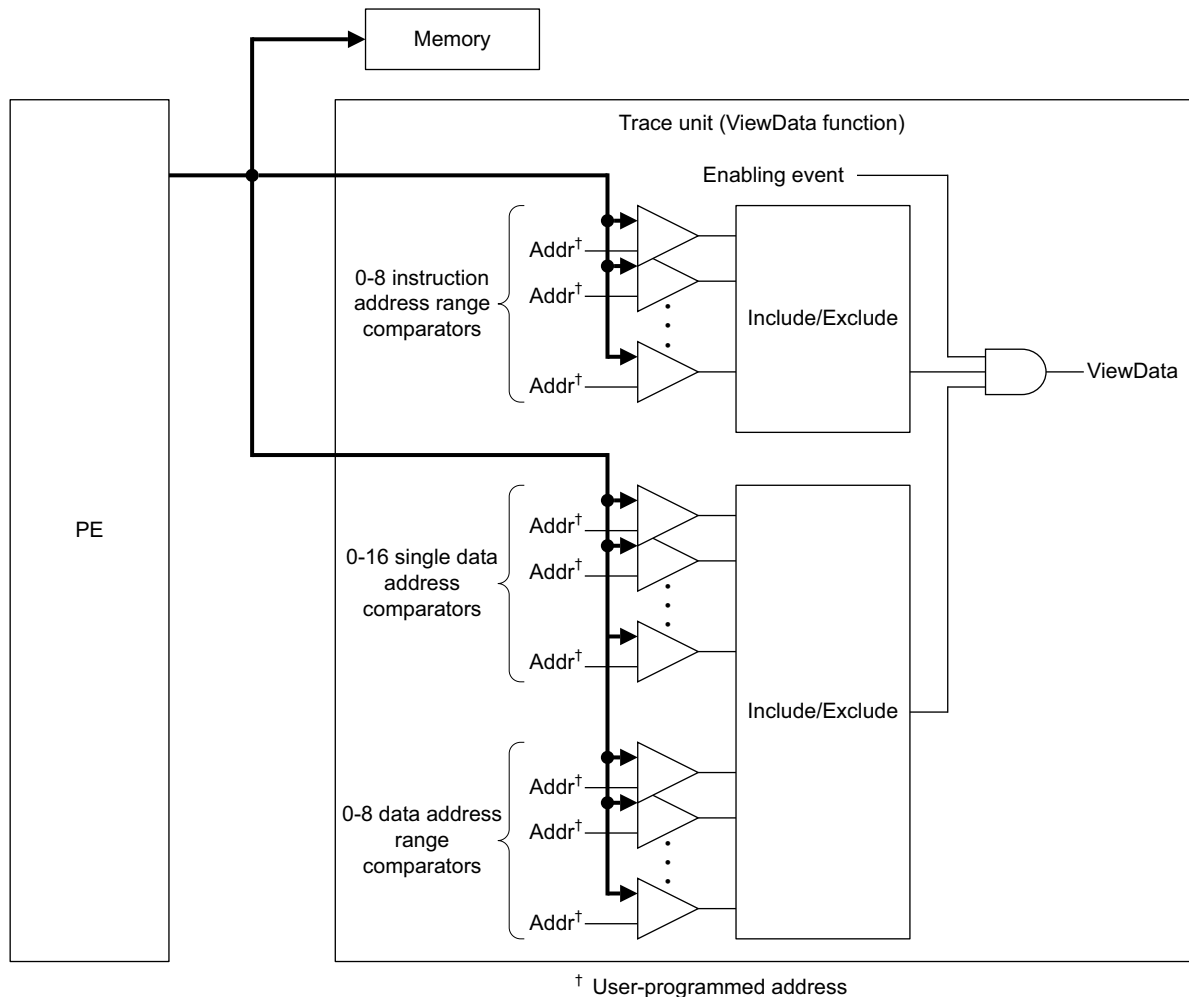 Memory
Trace unit (ViewData function)
Enabling event
Addr†
0-8 instruction
address range
comparators
Addr†
Include/Exclude
Addr†
ViewData
PE
Addr†
0-16 single data
address
comparators
Addr†
Addr†
Include/Exclude
Addr†
0-8 data address
range
comparators
Addr†
Addr†
† User-programmed address